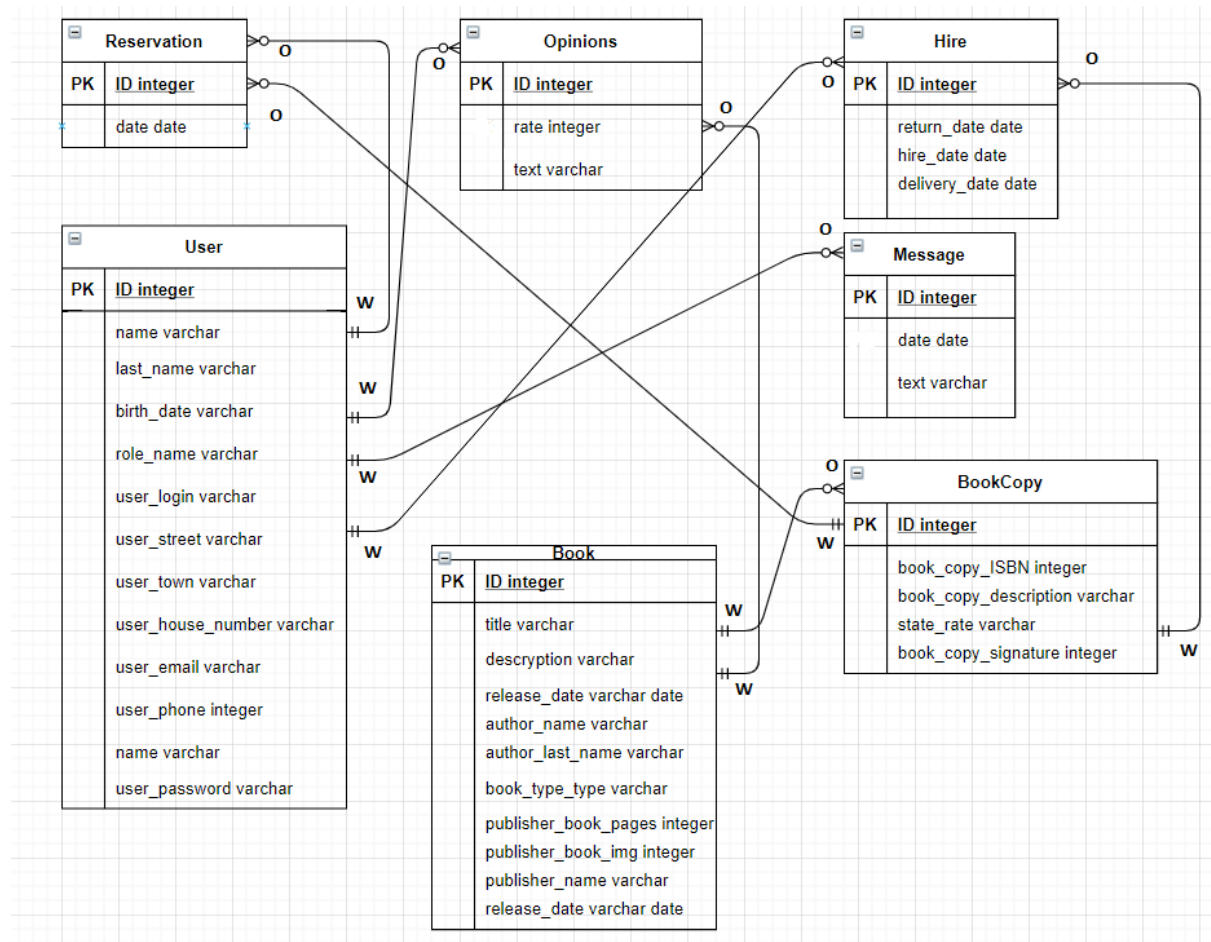 Reservation
PK ID integer
date date
O
O
Opinions
PK ID integer
rate integer
text varchar
O
O
Hire
PK ID integer
return_date date
hire_date date
delivery_date date
O
O
User
PK ID integer
name varchar
last_name varchar
birth_date varchar
role_name varchar
user_login varchar
user_street varchar
user_town varchar
user_house_number varchar
user_email varchar
user_phone integer
name varchar
user_password varchar
W
W
W
W
Message
PK ID integer
date date
text varchar
O
Book
PK ID integer
title varchar
descryption varchar
release_date varchar date
author_name varchar
author_last_name varchar
book_type_type varchar
publisher_book_pages integer
publisher_book_img integer
publisher_name varchar
release_date varchar date
W
W
BookCopy
PK ID integer
book_copy_ISBN integer
book_copy_description varchar
state_rate varchar
book_copy_signature integer
O
W
W